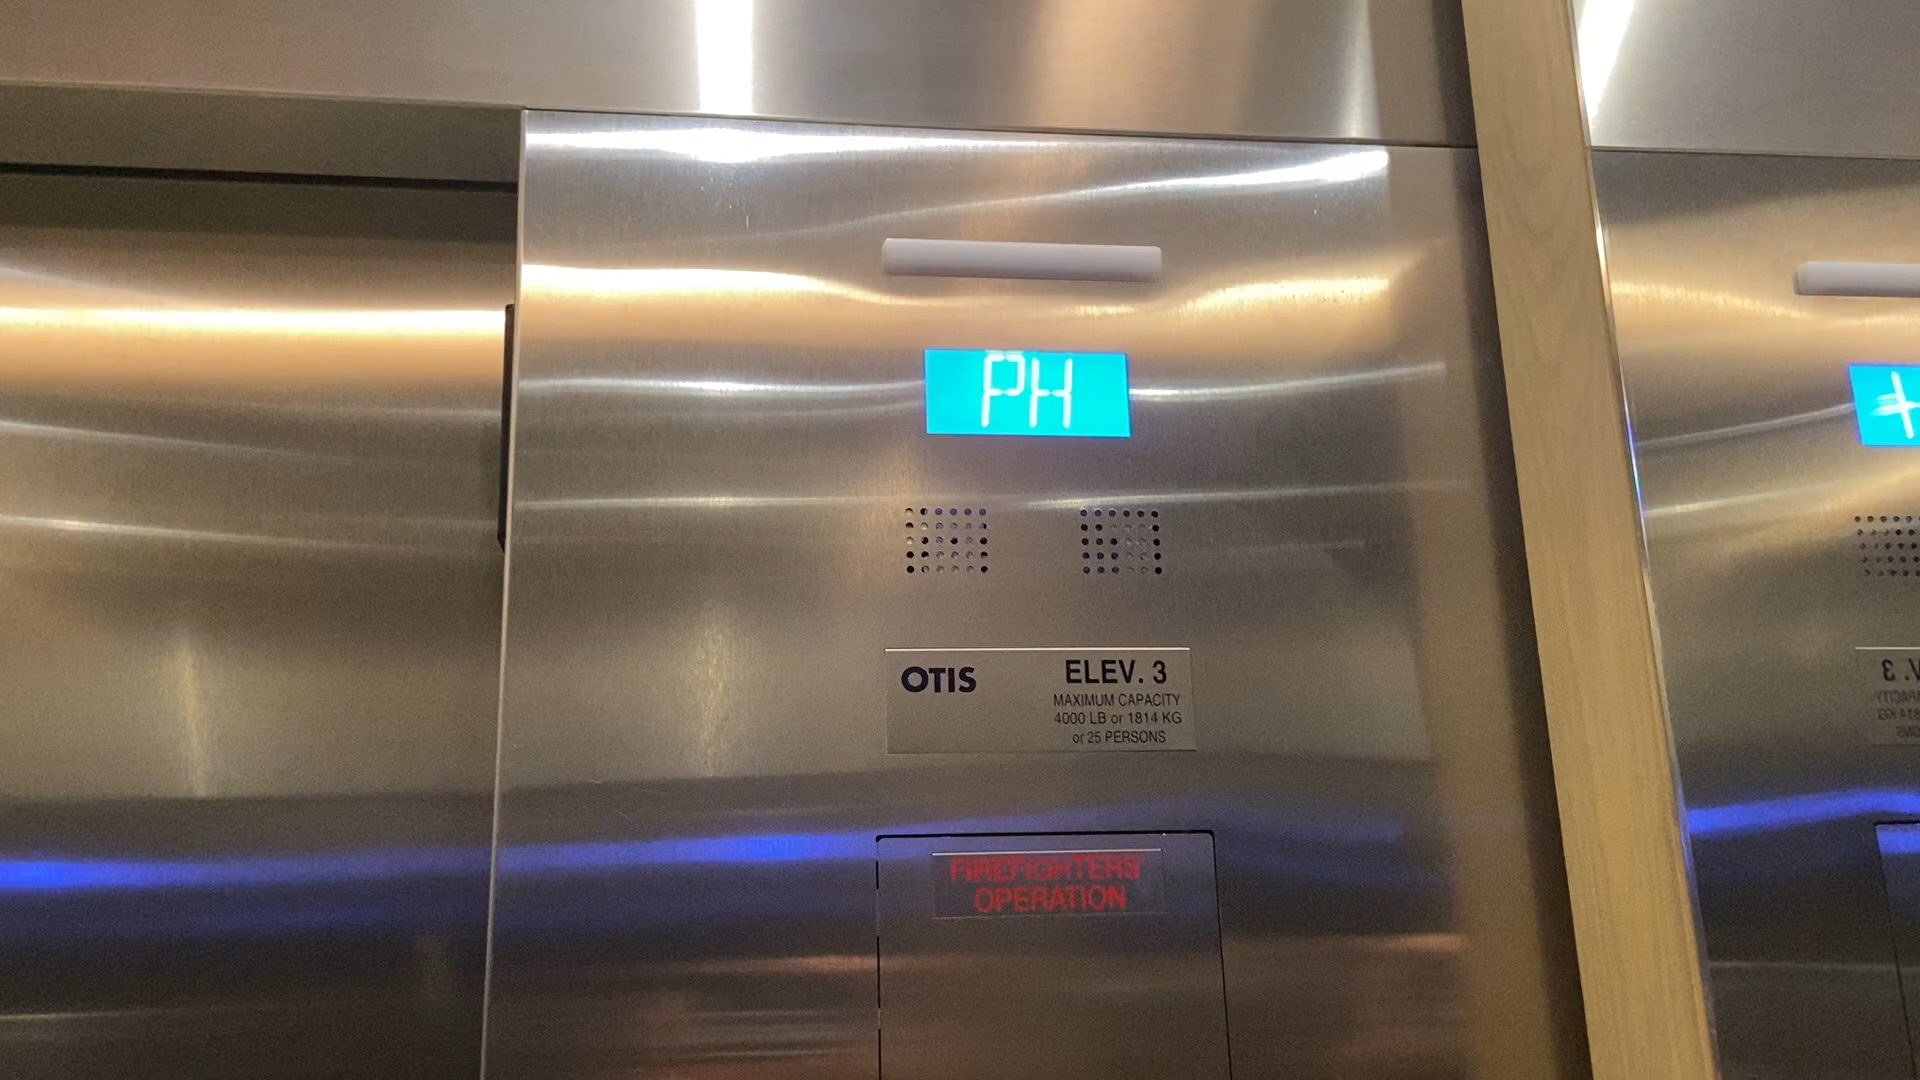 PH
OTIS
ELEV. 3
MAXIMUM CAPACITY
4000 LB or 1814 KG
or 25 PERSONS
FIREFIGHTERS'
OPERATION